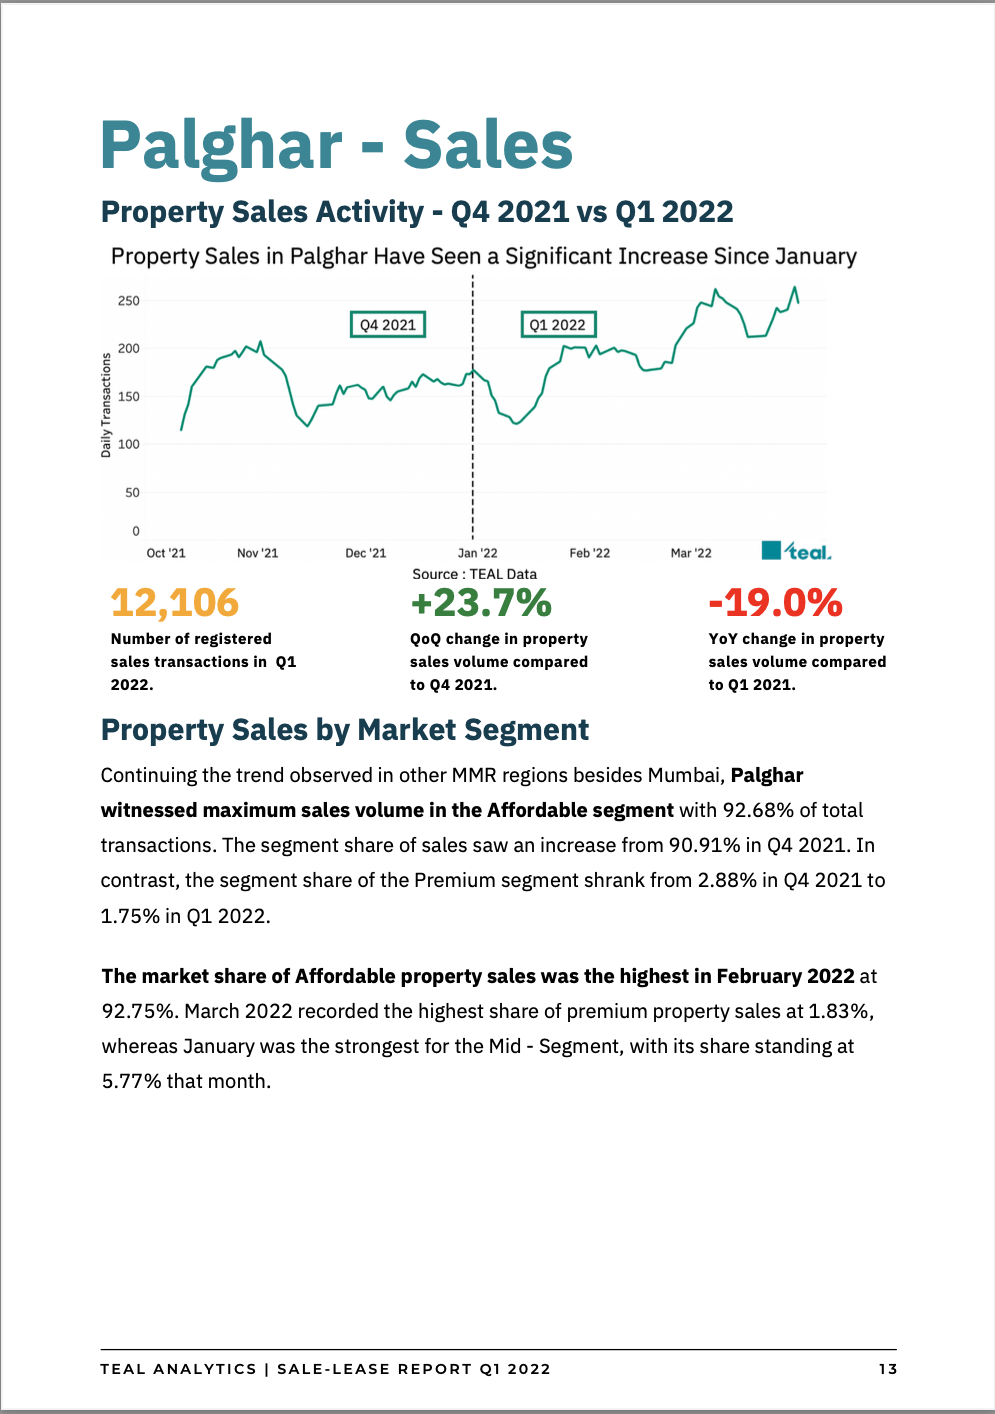 Palghar - Sales
Property Sales Activity - Q4 2021 vs Q1 2022
Property Sales in Palghar Have Seen a Significant Increase Since January
Daily Transactions
250
200
150
100
50
0
Q4 2021
Q1 2022
Oct '21
Nov '21
Dec '21
Jan '22
Feb '22
Mar '22
teal.
Source : TEAL Data
12,106
Number of registered
sales transactions in Q1
2022.
+23.7%
QoQ change in property
sales volume compared
to Q4 2021.
-19.0%
YoY change in property
sales volume compared
to Q1 2021.
Property Sales by Market Segment
Continuing the trend observed in other MMR regions besides Mumbai, Palghar
witnessed maximum sales volume in the Affordable segment with 92.68% of total
transactions. The segment share of sales saw an increase from 90.91% in Q4 2021. In
contrast, the segment share of the Premium segment shrank from 2.88% in Q4 2021 to
1.75% in Q1 2022.
The market share of Affordable property sales was the highest in February 2022 at
92.75%. March 2022 recorded the highest share of premium property sales at 1.83%,
whereas January was the strongest for the Mid - Segment, with its share standing at
5.77% that month.
TEAL ANALYTICS | SALE-LEASE REPORT Q1 2022
13